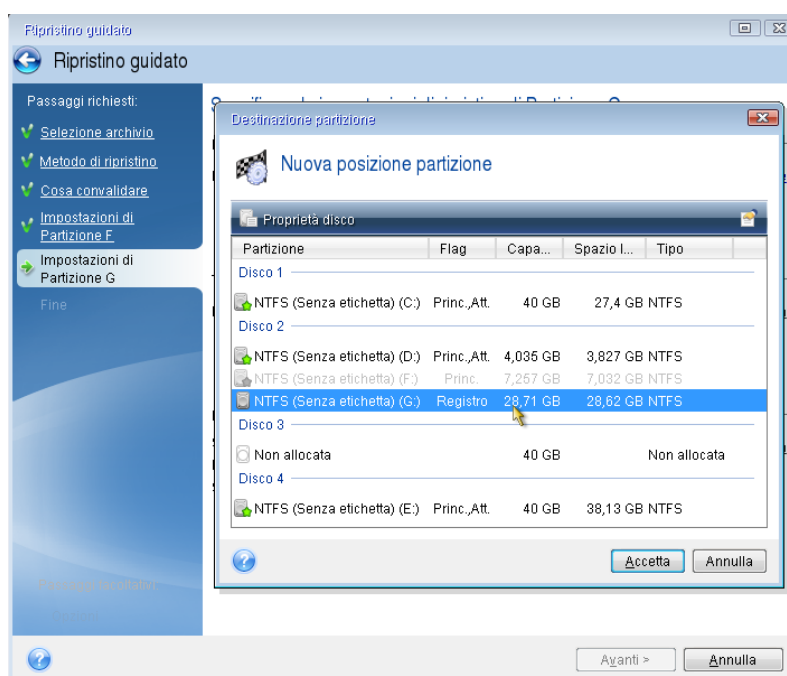 Ripristino guidato
Ripristino guidato
Passaggi richiesti:
Selezione archivio
Metodo di ripristino
Cosa convalidare
Impostazioni di
Partizione F
Impostazioni di
Partizione G
Fine
Destinazione partizione
Nuova posizione partizione
Proprietà disco
Partizione Flag Capa... Spazio l... Tipo
Disco 1
NTFS (Senza etichetta) (C:) Princ.,Att. 40 GB 27,4 GB NTFS
Disco 2
NTFS (Senza etichetta) (D:) Princ.,Att. 4,035 GB 3,827 GB NTFS
NTFS (Senza etichetta) (F:) Princ. 7,257 GB 7,032 GB NTFS
NTFS (Senza etichetta) (G:) Registro 28,71 GB 28,62 GB NTFS
Disco 3
Non allocata 40 GB Non allocata
Disco 4
NTFS (Senza etichetta) (E:) Princ.,Att. 40 GB 38,13 GB NTFS
Accetta Annulla
Avanti > Annulla